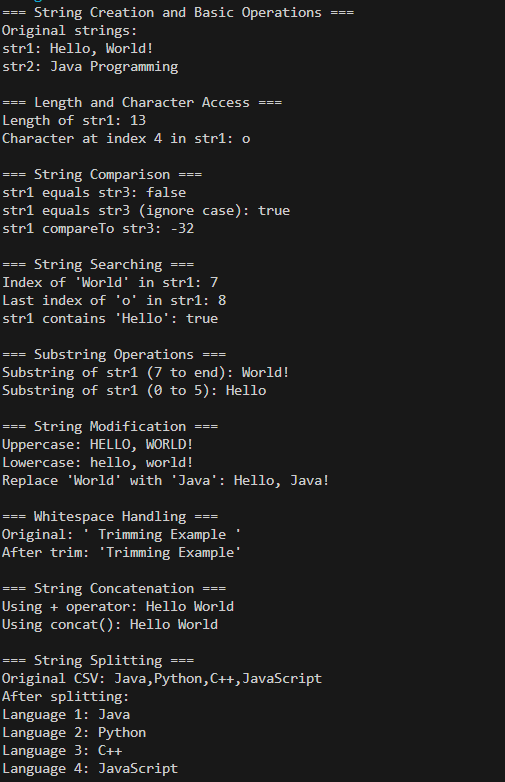 === String Creation and Basic Operations ===
Original strings:
str1: Hello, World!
str2: Java Programming
=== Length and Character Access ===
Length of str1: 13
Character at index 4 in str1: o
=== String Comparison ===
str1 equals str3: false
str1 equals str3 (ignore case): true
str1 compareTo str3: -32
=== String Searching ===
Index of 'World' in str1: 7
Last index of 'o' in str1: 8
str1 contains 'Hello': true
=== Substring Operations ===
Substring of str1 (7 to end): World!
Substring of str1 (0 to 5): Hello
=== String Modification ===
Uppercase: HELLO, WORLD!
Lowercase: hello, world!
Replace 'World' with 'Java': Hello, Java!
=== Whitespace Handling ===
Original: ' Trimming Example '
After trim: 'Trimming Example'
=== String Concatenation ===
Using + operator: Hello World
Using concat(): Hello World
=== String Splitting ===
Original CSV: Java,Python,C++,JavaScript
After splitting:
Language 1: Java
Language 2: Python
Language 3: C++
Language 4: JavaScript